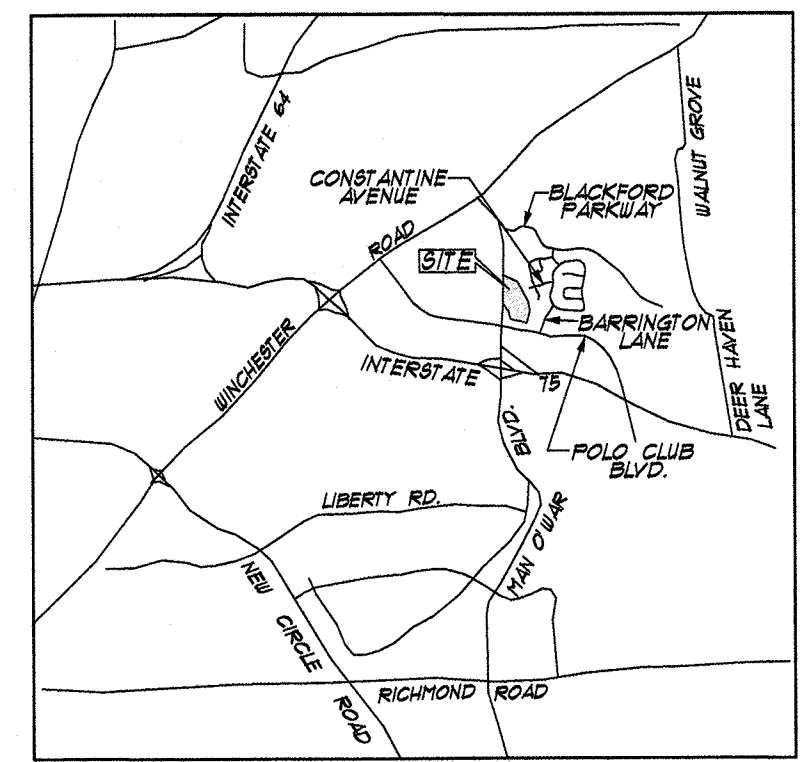 INTERSTATE 64
WALNUT GROVE
CONSTANTINE
AVENUE
BLACKFORD
PARKWAY
ROAD
SITE
BARRINGTON
LANE
WINCHESTER
INTERSTATE
75
DEER HAVEN
LANE
BLVD.
POLO CLUB
BLVD.
LIBERTY RD.
MAN O'WAR
NEW CIRCLE
ROAD
RICHMOND ROAD